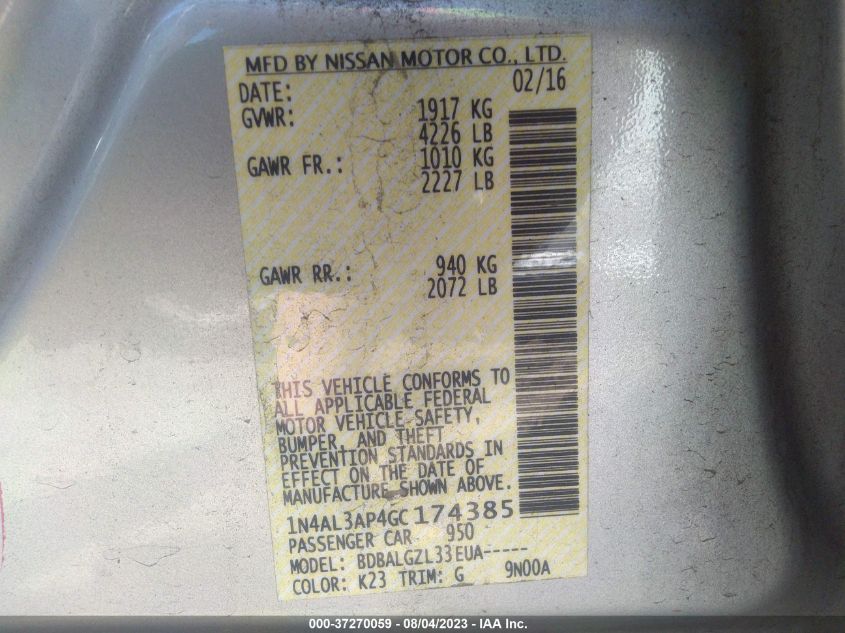 MFD BY NISSAN MOTOR CO., LTD.
DATE: 02/16
GVWR: 1917 KG
4226 LB
GAWR FR.: 1010 KG
2227 LB
GAWR RR.: 940 KG
2072 LB
THIS VEHICLE CONFORMS TO
ALL APPLICABLE FEDERAL
MOTOR VEHICLE SAFETY,
BUMPER, AND THEFT
PREVENTION STANDARDS IN
EFFECT ON THE DATE OF
MANUFACTURE SHOWN ABOVE.
1N4AL3AP4GC174385
PASSENGER CAR 950
MODEL: BDBALGZL33EUA-----
COLOR: K23 TRIM: G 9N00A
000-37270059 - 08/04/2023 - IAA Inc.